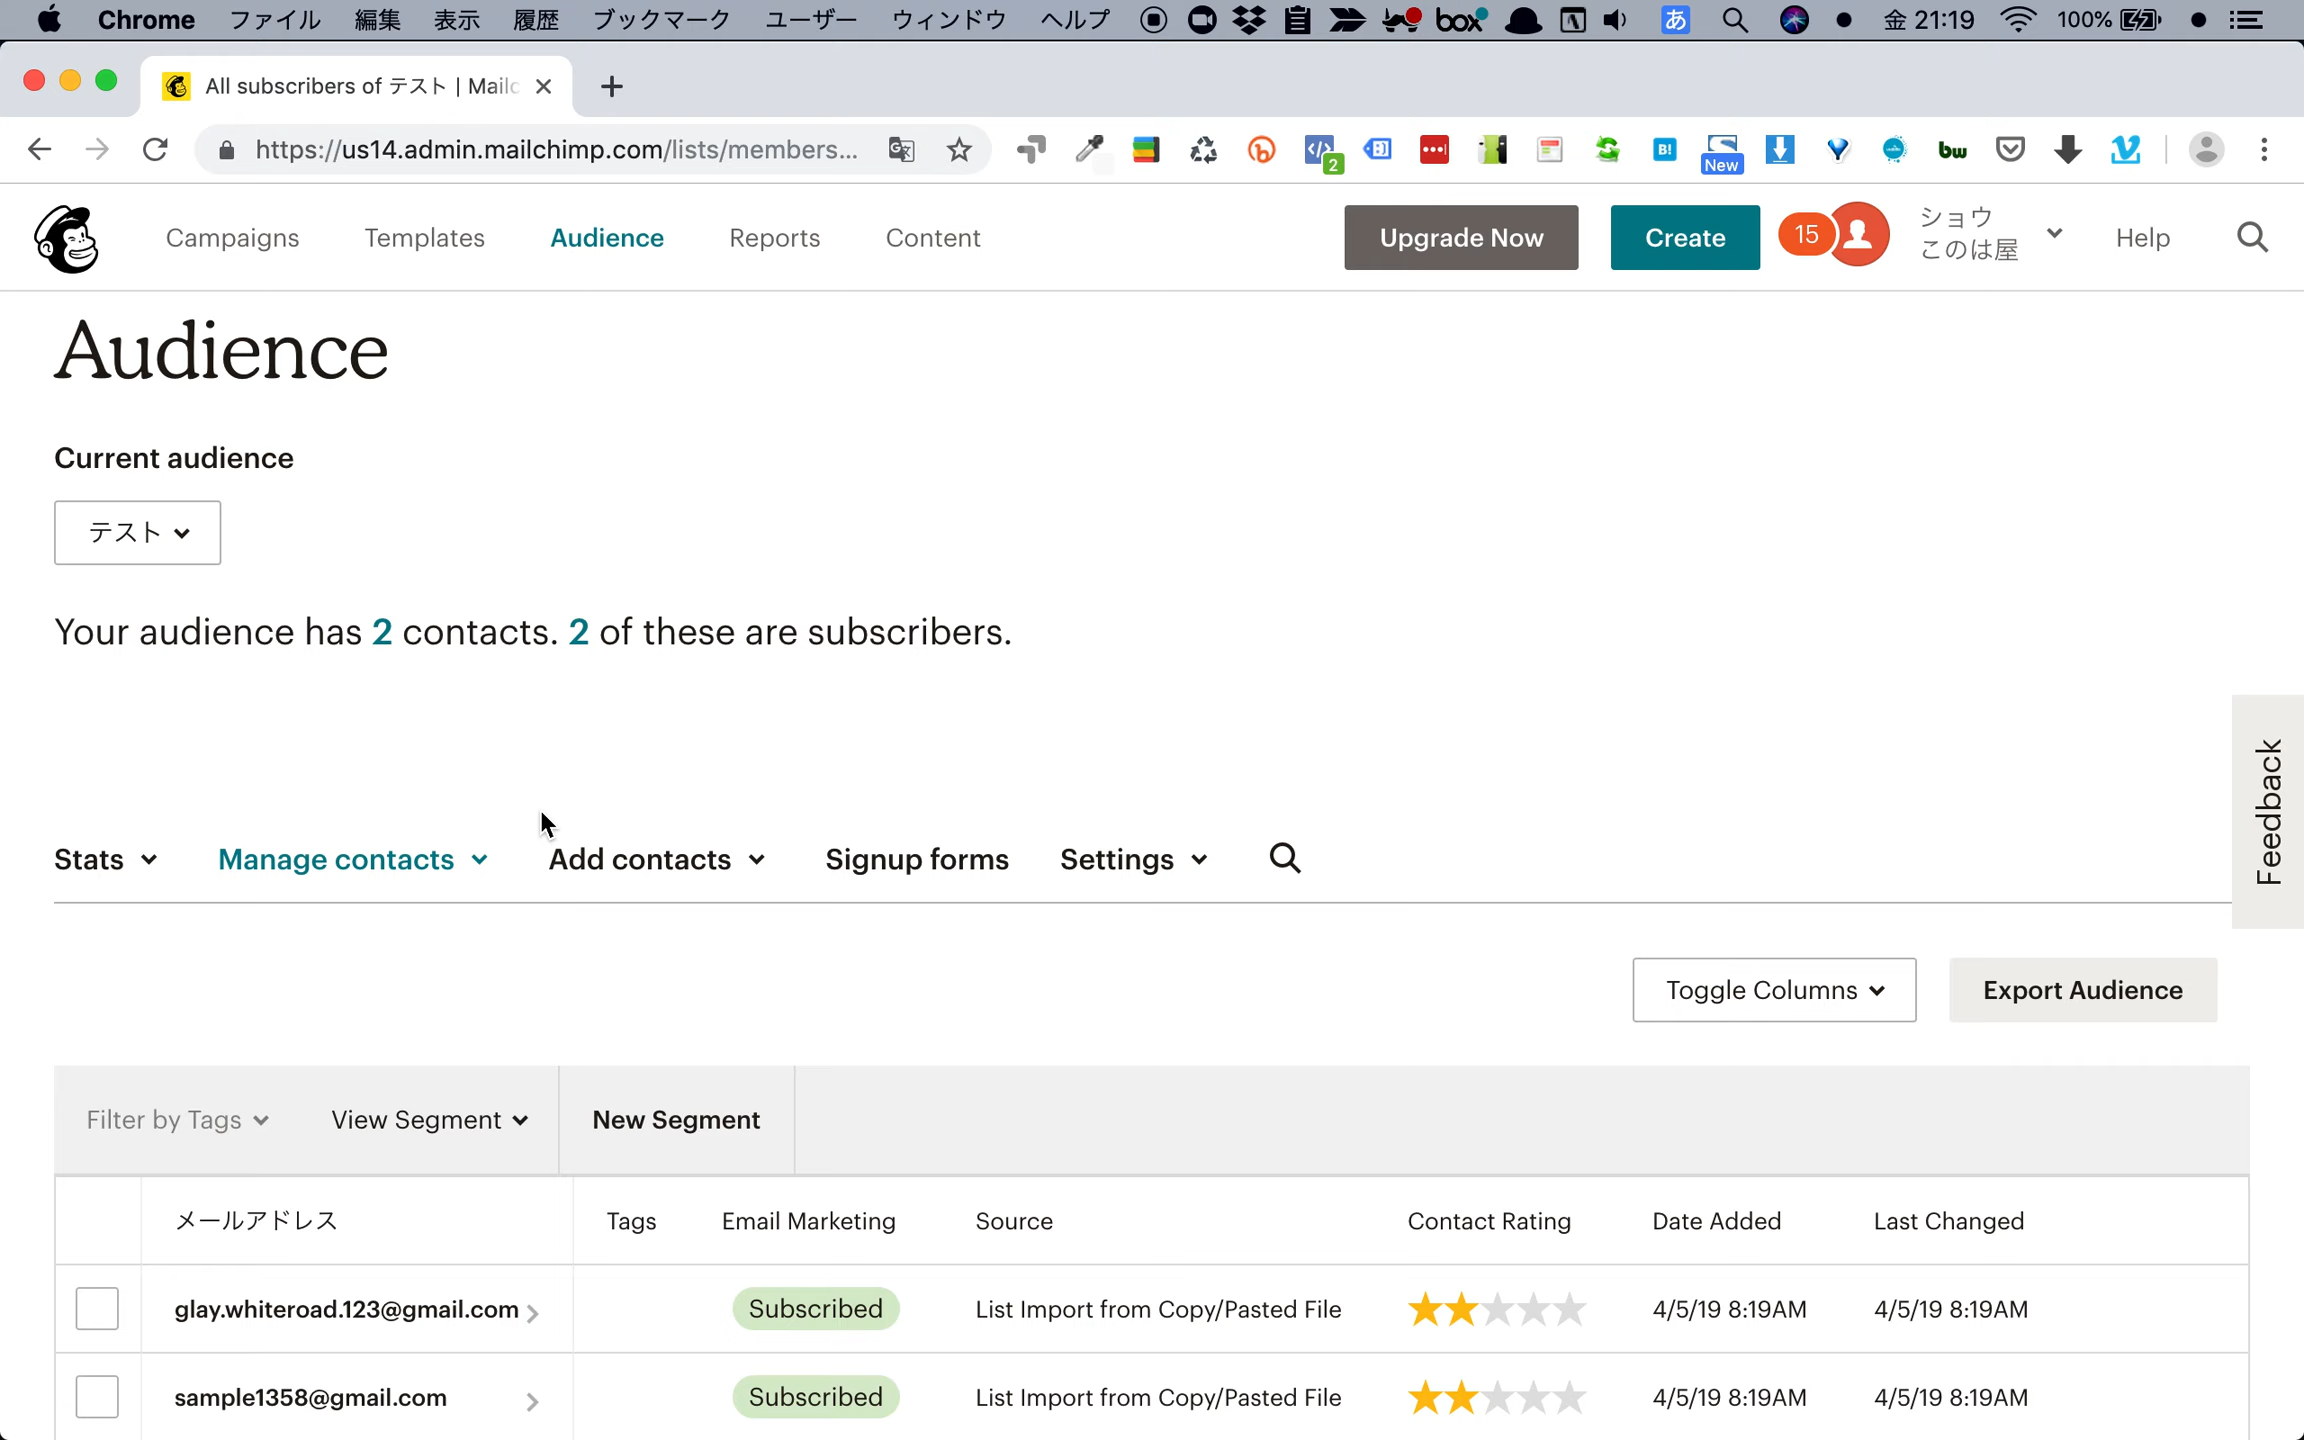 Chrome ファイル 編集 表示 履歴 ブックマーク ユーザー ウィンドウ ヘルプ box あ 金 21:19 100%
All subscribers of テスト | Mailc
https://us14.admin.mailchimp.com/lists/members... 2 B! New bw
Campaigns Templates Audience Reports Content Upgrade Now Create 15 ショウ このは屋 Help
Audience
Current audience
テスト
Your audience has 2 contacts. 2 of these are subscribers.
Feedback
Stats Manage contacts Add contacts Signup forms Settings
Toggle Columns Export Audience
Filter by Tags View Segment New Segment
メールアドレス Tags Email Marketing Source Contact Rating Date Added Last Changed
glay.whiteroad.123@gmail.com Subscribed List Import from Copy/Pasted File 4/5/19 8:19AM 4/5/19 8:19AM
sample1358@gmail.com Subscribed List Import from Copy/Pasted File 4/5/19 8:19AM 4/5/19 8:19AM